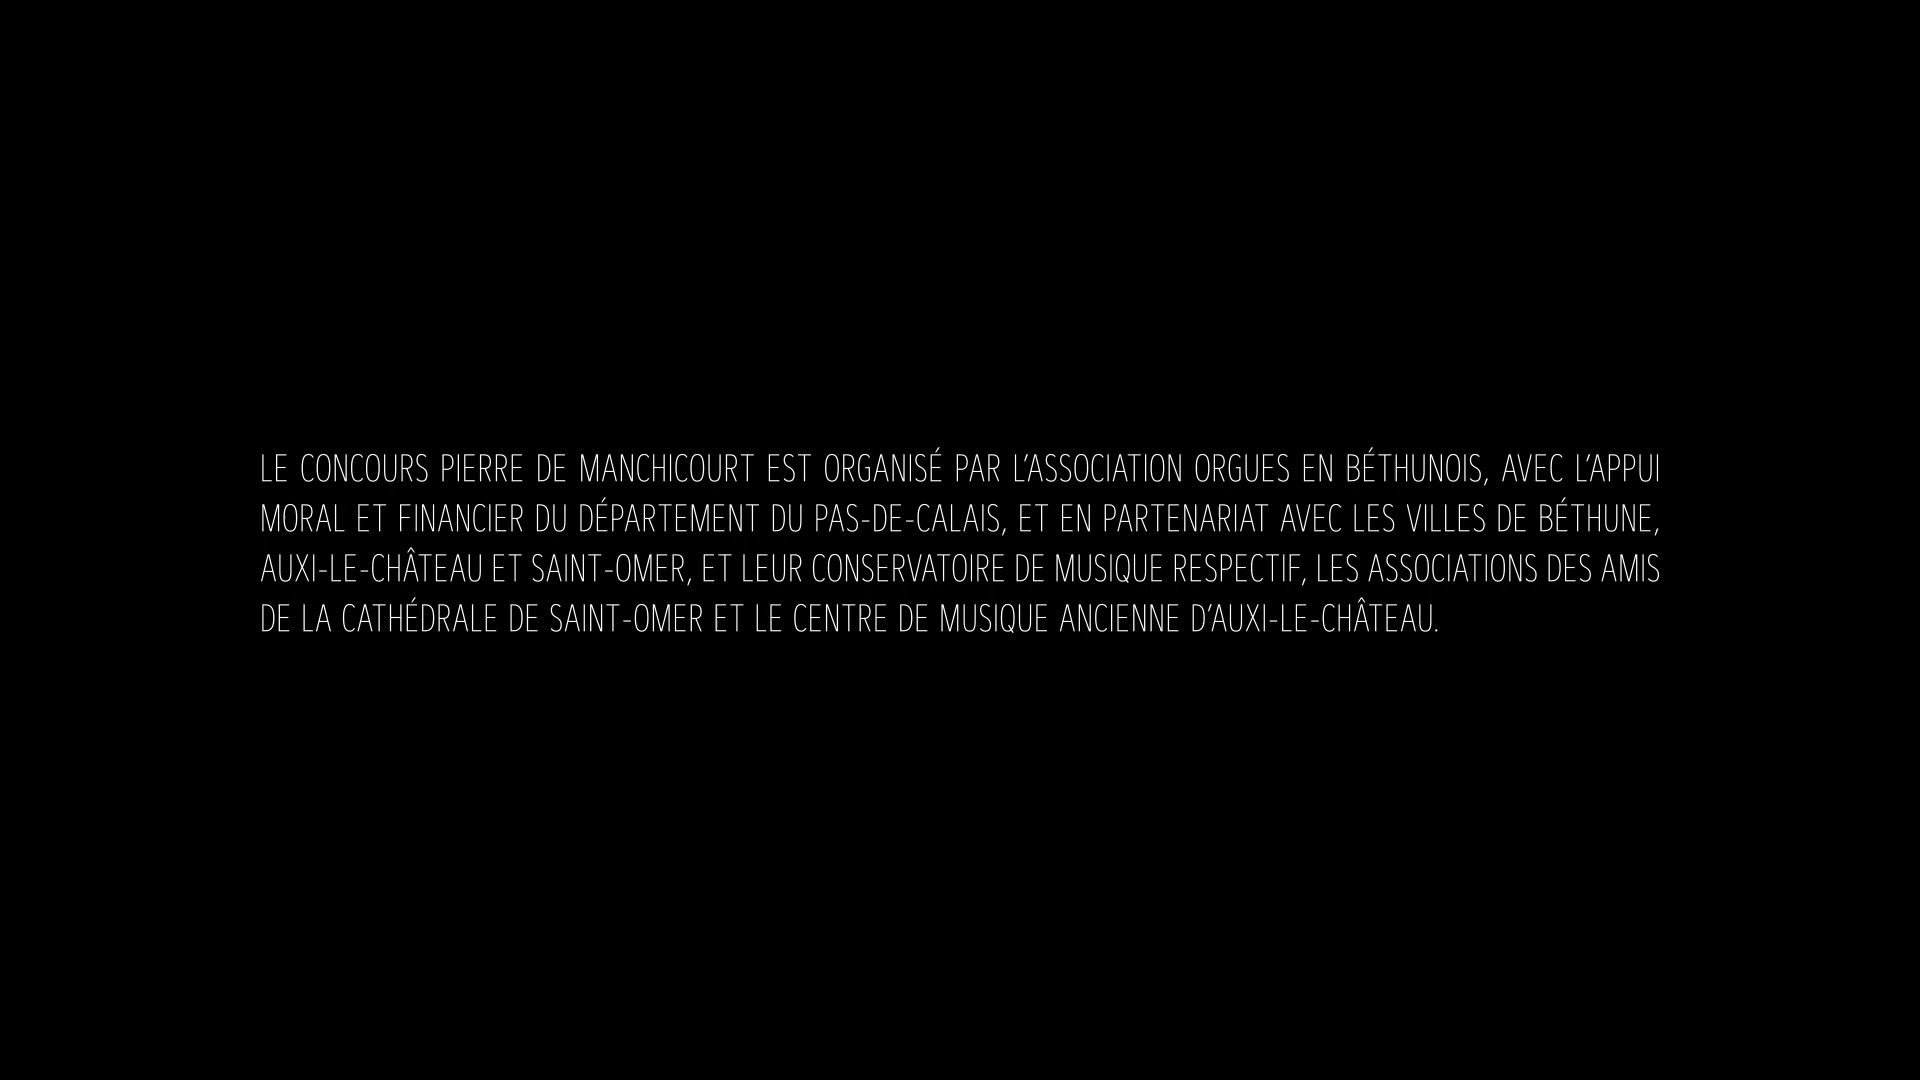 LE CONCOURS PIERRE DE MANCHICOURT EST ORGANISÉ PAR L’ASSOCIATION ORGUES EN BÉTHUNOIS, AVEC L’APPUI
MORAL ET FINANCIER DU DÉPARTEMENT DU PAS-DE-CALAIS, ET EN PARTENARIAT AVEC LES VILLES DE BÉTHUNE,
AUXI-LE-CHÂTEAU ET SAINT-OMER, ET LEUR CONSERVATOIRE DE MUSIQUE RESPECTIF, LES ASSOCIATIONS DES AMIS
DE LA CATHÉDRALE DE SAINT-OMER ET LE CENTRE DE MUSIQUE ANCIENNE D’AUXI-LE-CHÂTEAU.